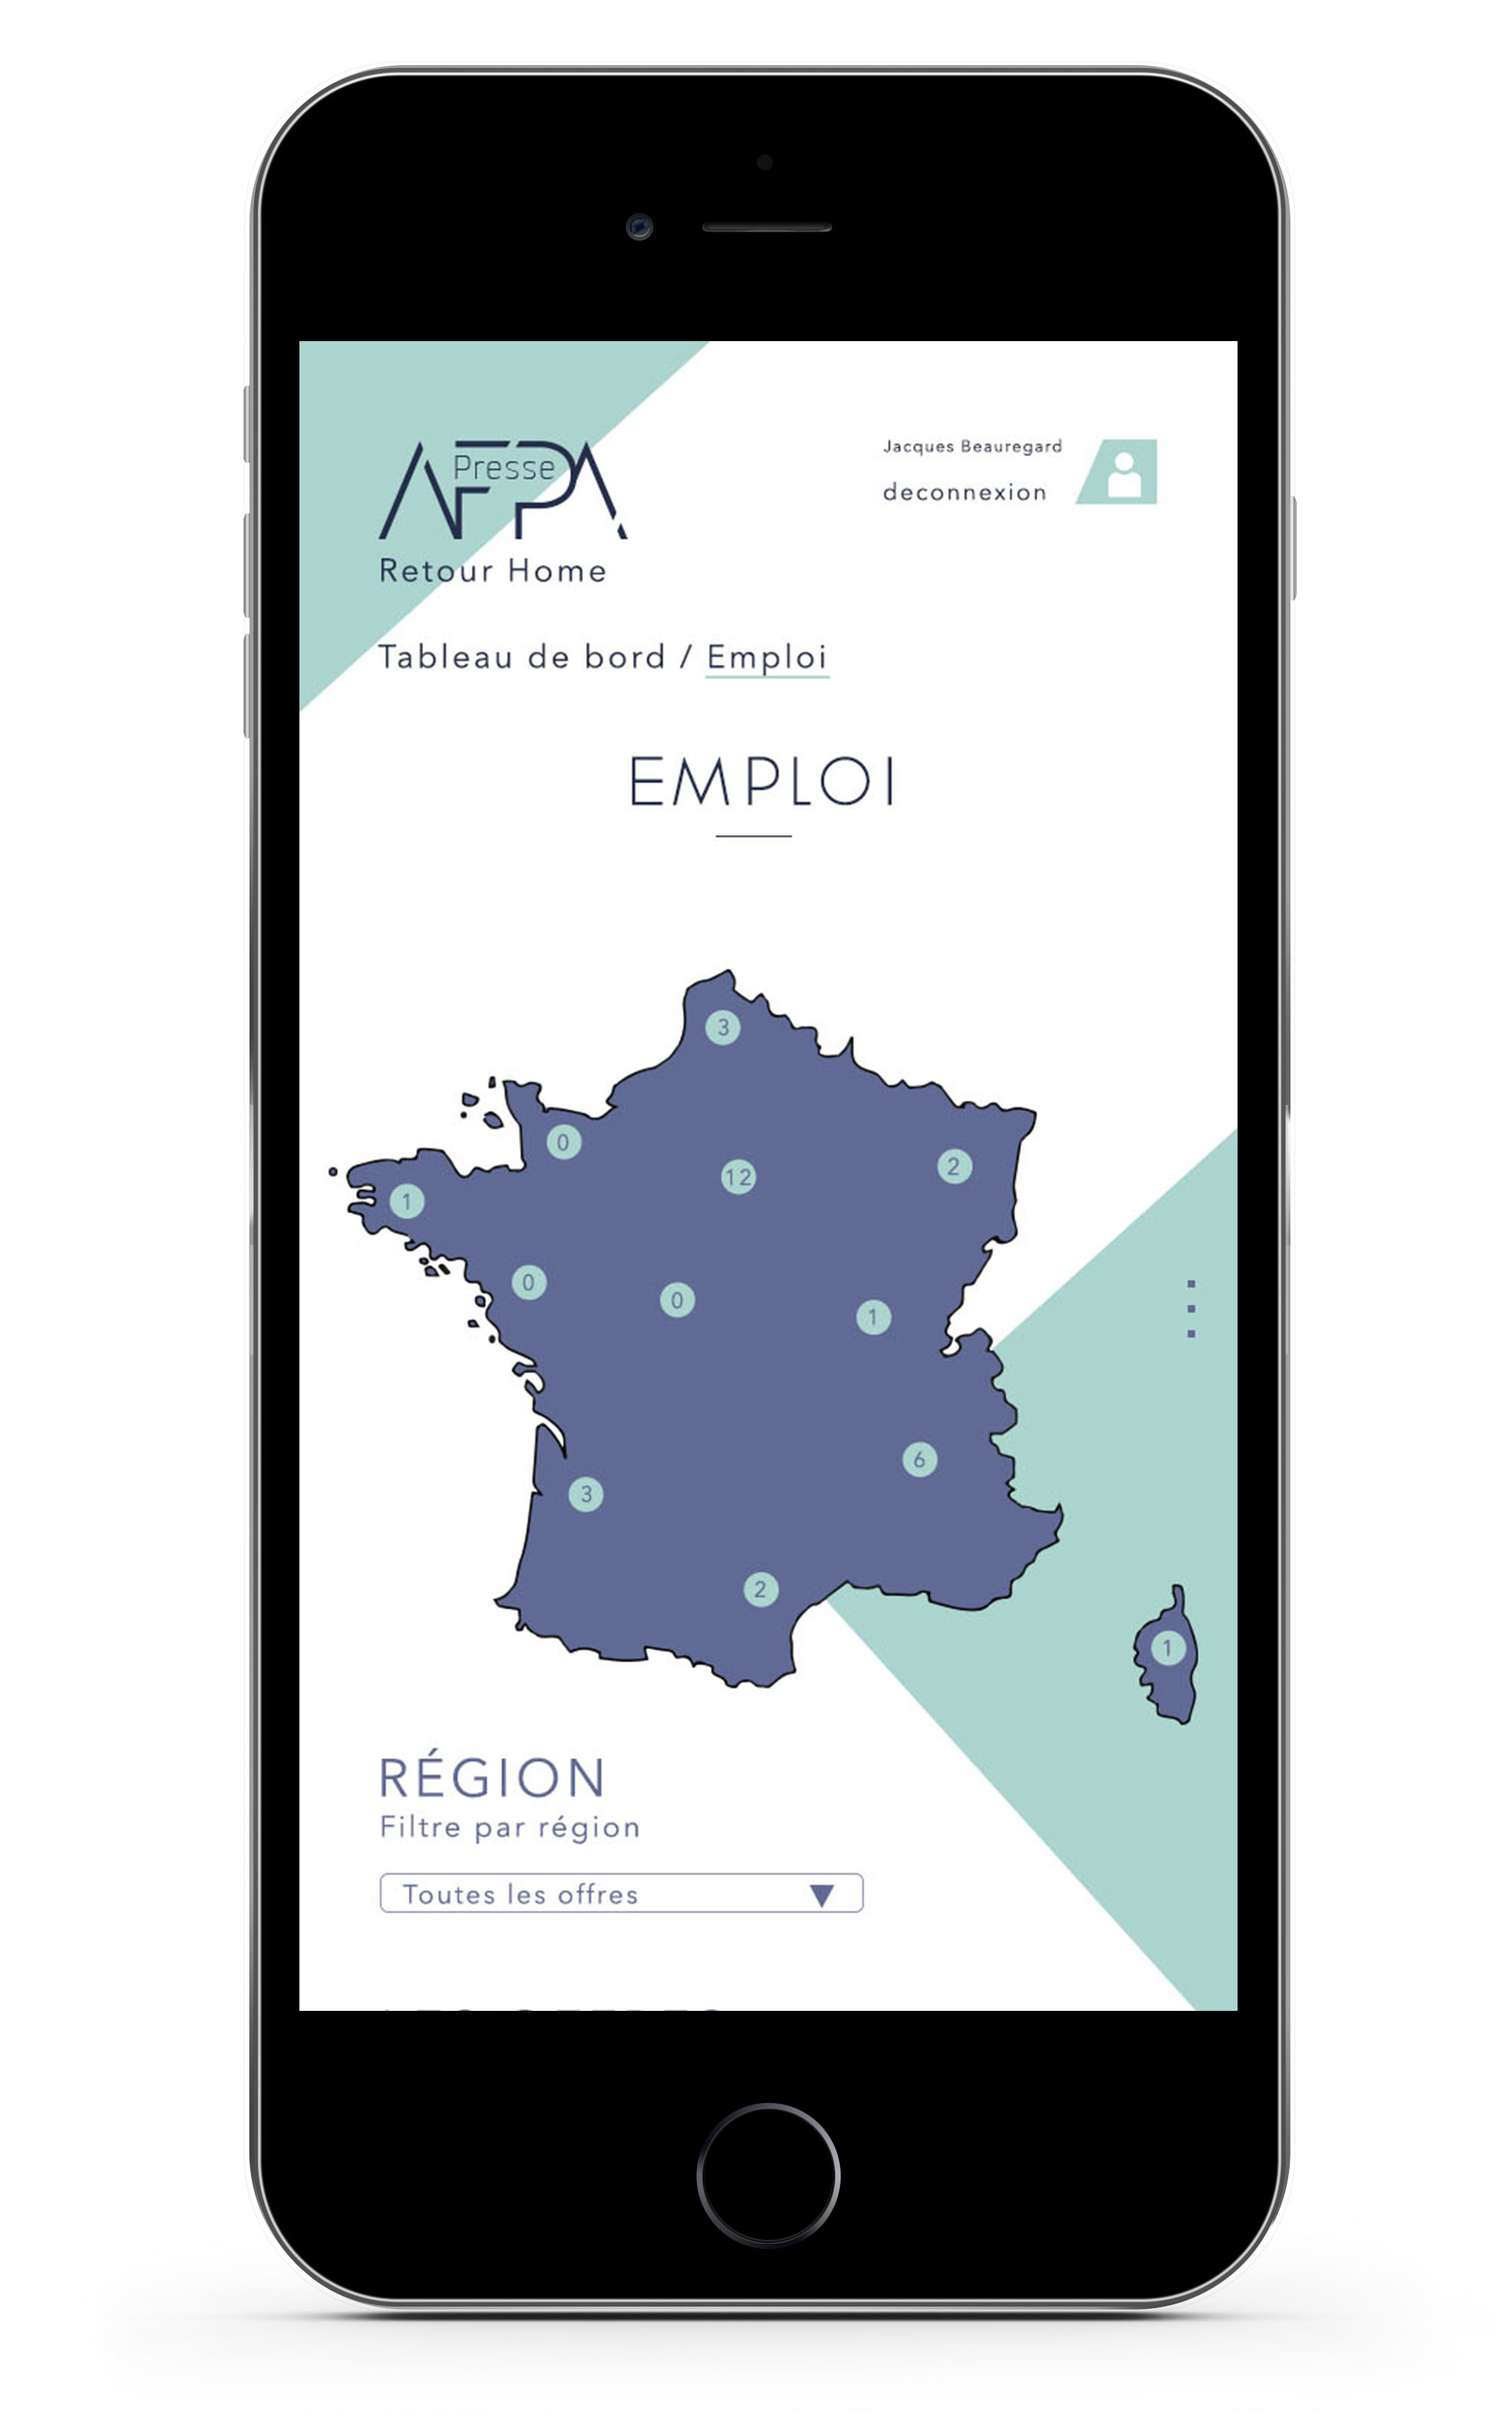 AFPA
Presse
Jacques Beauregard
deconnexion
Retour Home
Tableau de bord / Emploi
EMPLOI
3
0
12
2
1
0
0
1
6
3
2
1
RÉGION
Filtre par région
Toutes les offres